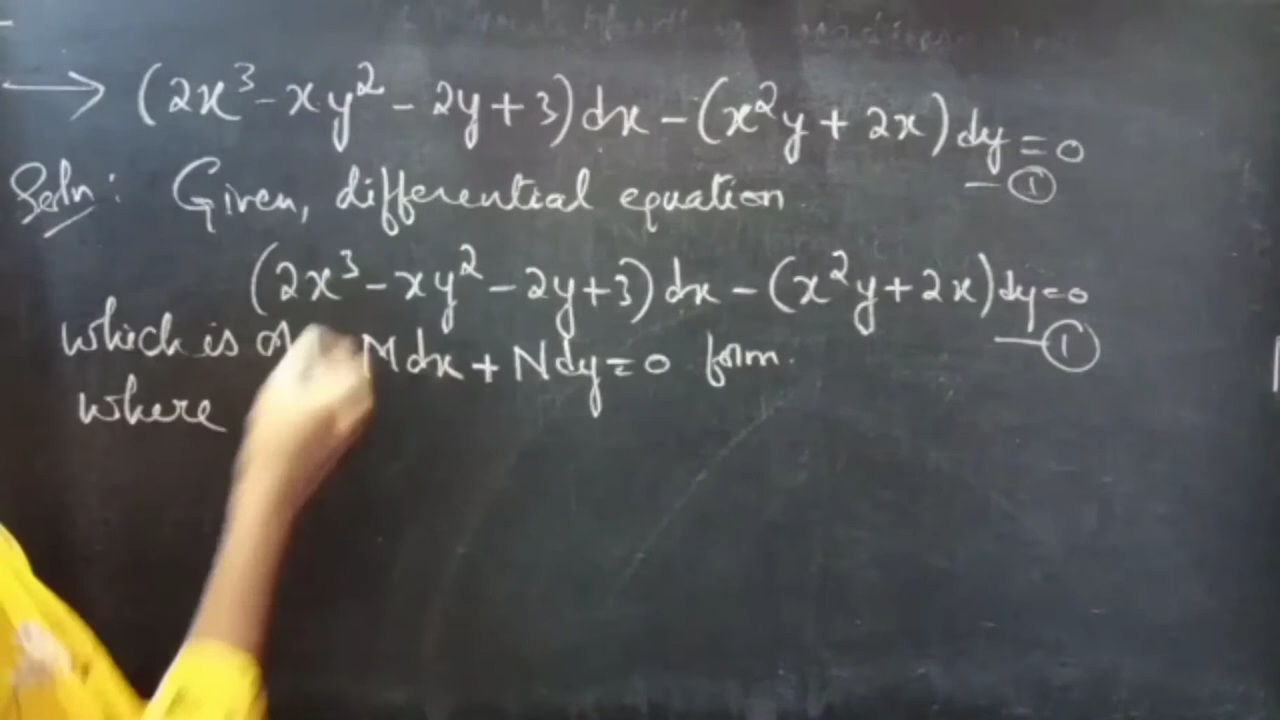 → (2x³ - xy² - 2y + 3) dx - (x²y + 2x) dy = 0
- ①
Soln: Given, differential equation
(2x³ - xy² - 2y + 3) dx - (x²y + 2x) dy = 0
- ①
which is of Mdx + Ndy = 0 form.
where